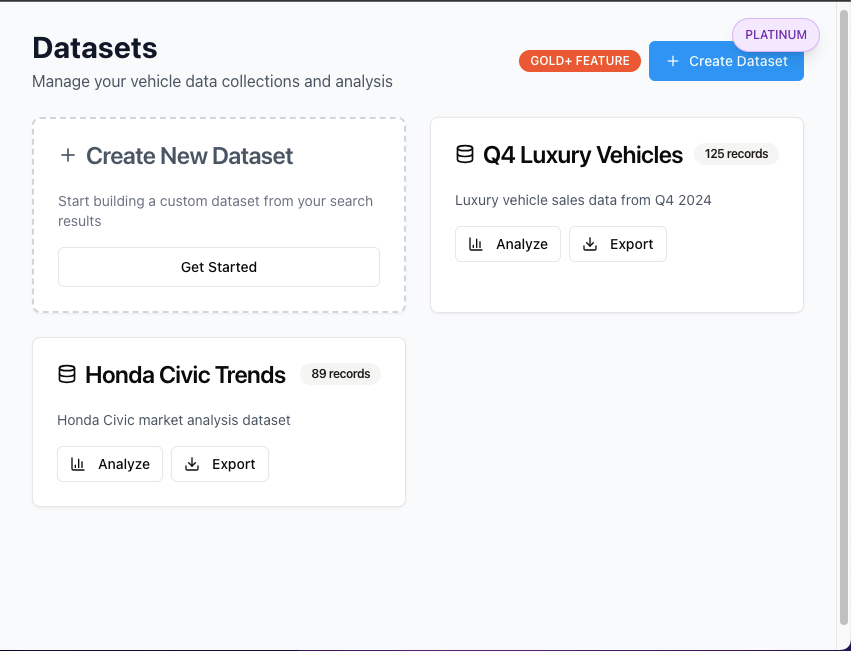 Datasets
PLATINUM
GOLD+ FEATURE
Create Dataset
Manage your vehicle data collections and analysis
Create New Dataset
Start building a custom dataset from your search
results
Get Started
Q4 Luxury Vehicles
125 records
Luxury vehicle sales data from Q4 2024
Analyze
Export
Honda Civic Trends
89 records
Honda Civic market analysis dataset
Analyze
Export